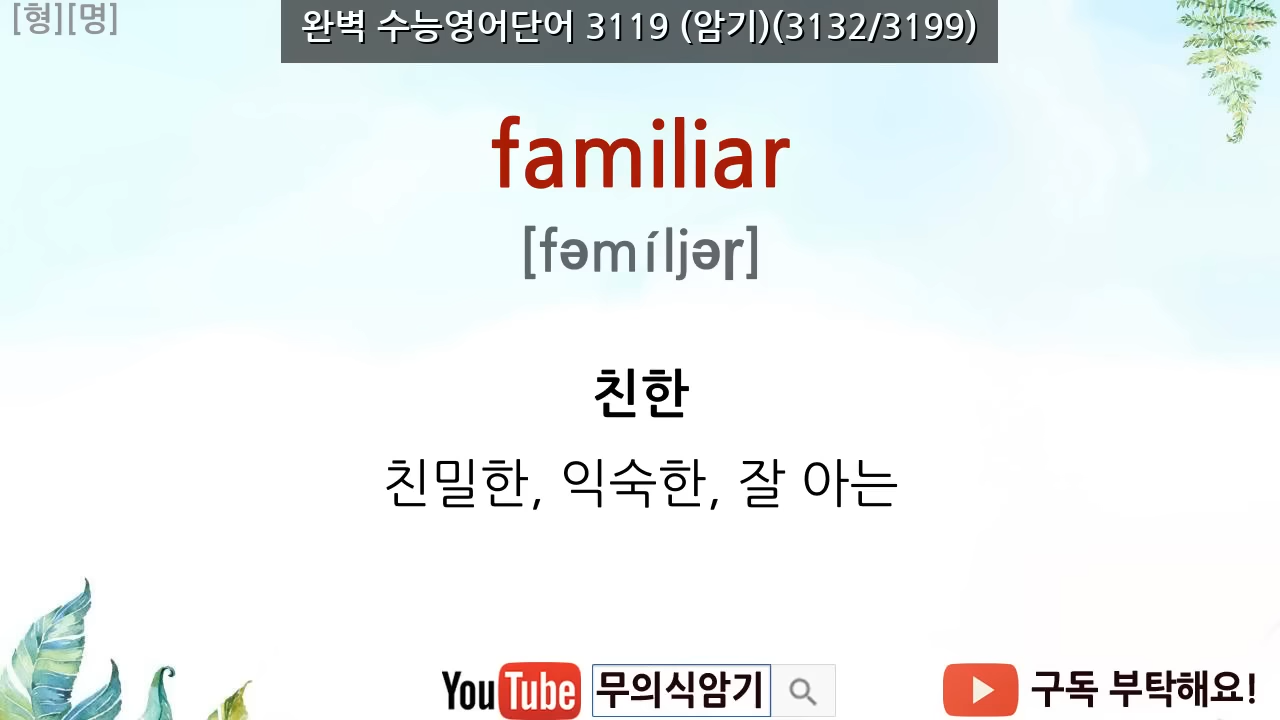 [형][명]
완벽 수능영어단어 3119 (암기)(3132/3199)
familiar
[fəmíljəɼ]
친한
친밀한, 익숙한, 잘 아는
YouTube 무의식암기
구독 부탁해요!